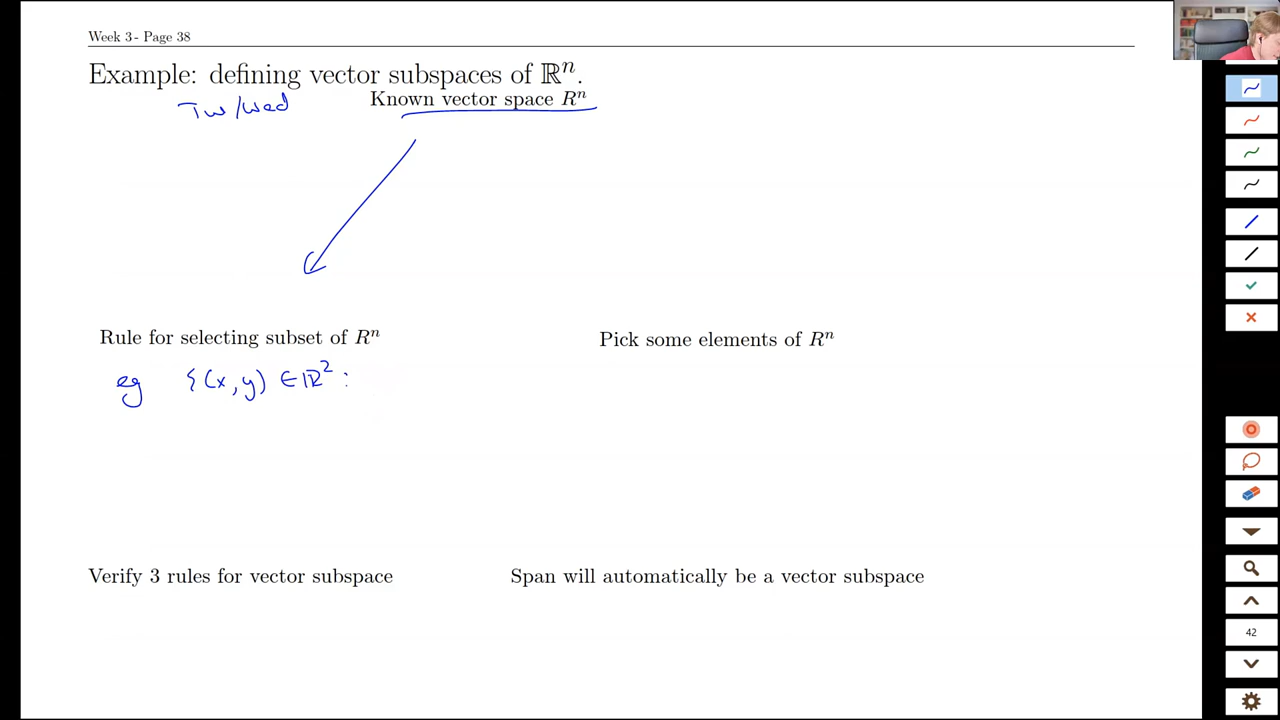 Week 3 - Page 38
Example: defining vector subspaces of ℝⁿ.
Known vector space Rⁿ
Tu/Wed
Rule for selecting subset of Rⁿ
Pick some elements of Rⁿ
eg {(x,y) ∈ ℝ² :
Verify 3 rules for vector subspace
Span will automatically be a vector subspace
42